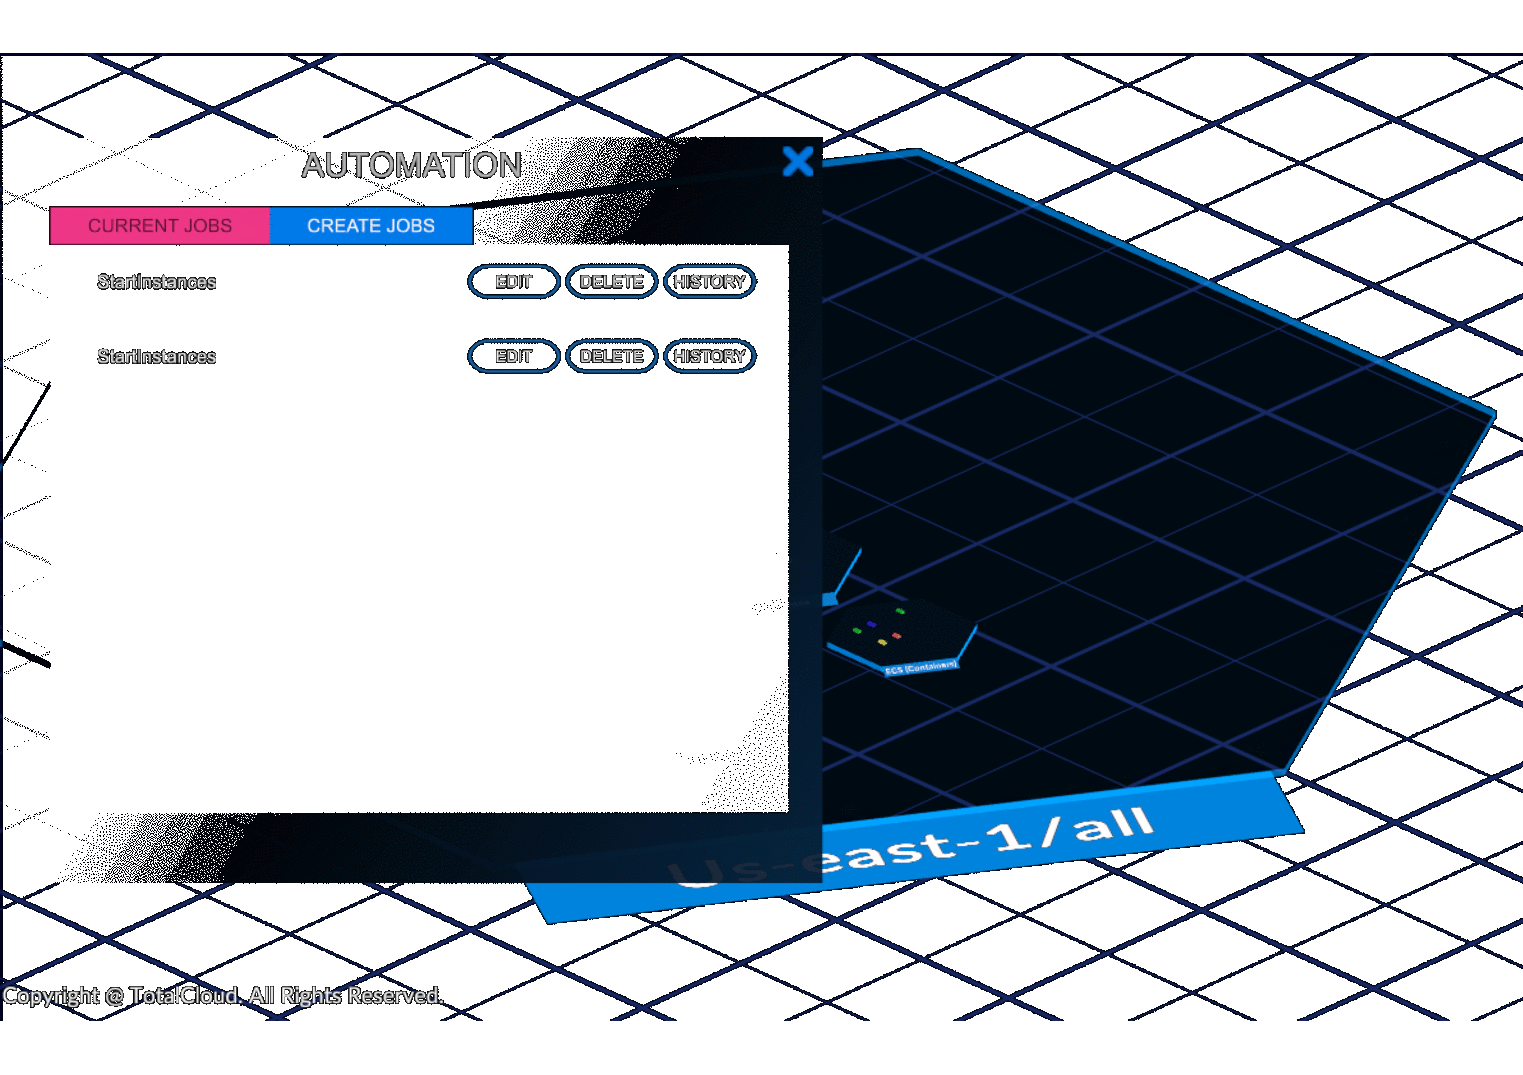 AUTOMATION
CURRENT JOBS CREATE JOBS
StartInstances EDIT DELETE HISTORY
StartInstances EDIT DELETE HISTORY
ECS (Containers)
Us-east-1/all
Copyright @ TotalCloud. All Rights Reserved.